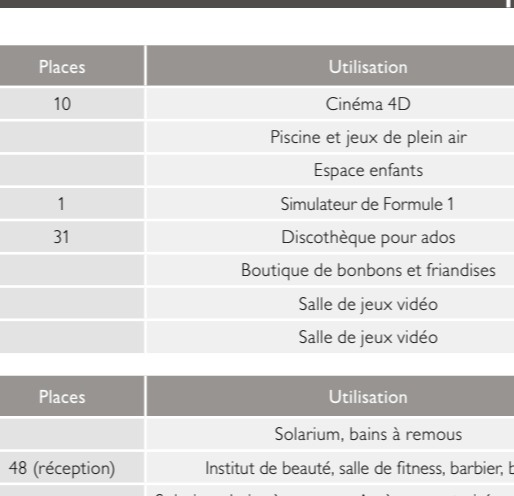 Places Utilisation
10 Cinéma 4D
Piscine et jeux de plein air
Espace enfants
1 Simulateur de Formule 1
31 Discothèque pour ados
Boutique de bonbons et friandises
Salle de jeux vidéo
Salle de jeux vidéo
Places Utilisation
Solarium, bains à remous
48 (réception) Institut de beauté, salle de fitness, barbier, b